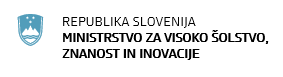 REPUBLIKA SLOVENIJA
MINISTRSTVO ZA VISOKO ŠOLSTVO,
ZNANOST IN INOVACIJE